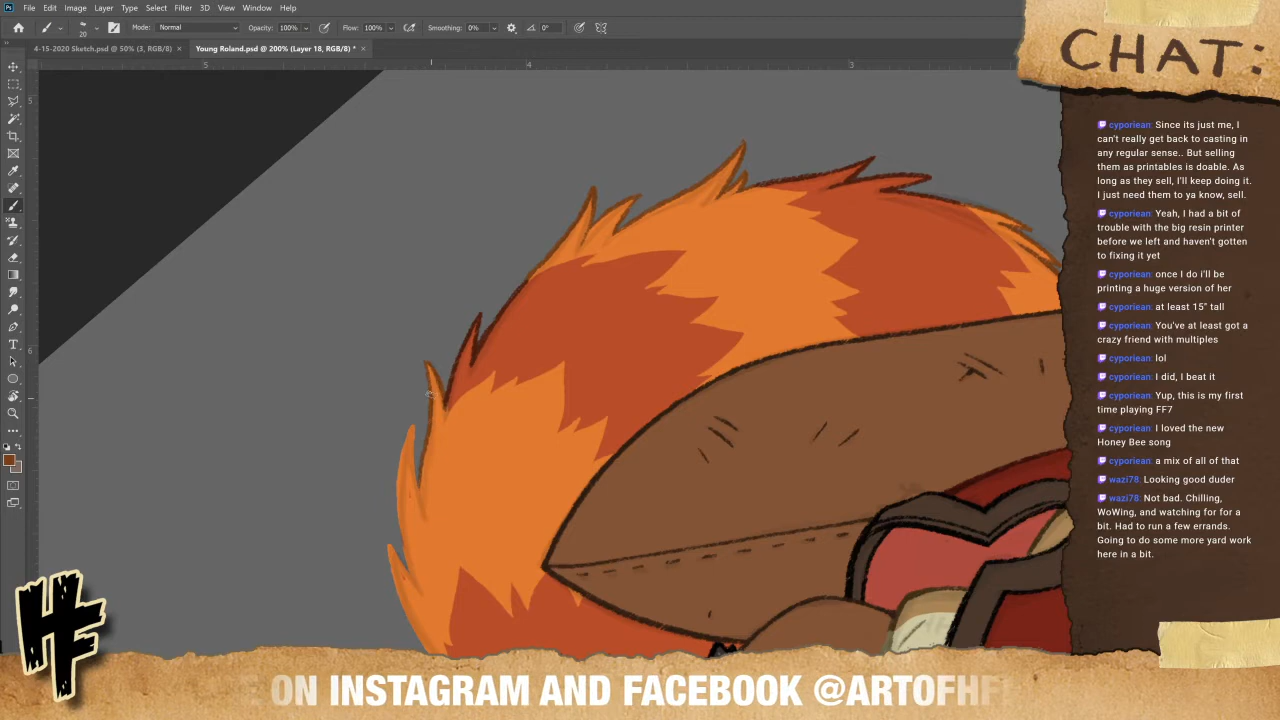 File Edit Image Layer Type Select Filter 3D View Window Help
Mode: Normal Opacity: 100% Flow: 100% Smoothing: 0% 0°
20
4-15-2020 Sketch.psd @ 50% (3, RGB/8) × Young Roland.psd @ 200% (Layer 18, RGB/8) * ×
5 4 3
5
6
CHAT:
cyporiean: Since its just me, I
can't really get back to casting in
any regular sense.. But selling
them as printables is doable. As
long as they sell, I'll keep doing it.
I just need them to ya know, sell.
cyporiean: Yeah, I had a bit of
trouble with the big resin printer
before we left and haven't gotten
to fixing it yet
cyporiean: once I do i'll be
printing a huge version of her
cyporiean: at least 15" tall
cyporiean: You've at least got a
crazy friend with multiples
cyporiean: lol
cyporiean: I did, I beat it
cyporiean: Yup, this is my first
time playing FF7
cyporiean: I loved the new
Honey Bee song
cyporiean: a mix of all of that
wazi78: Looking good duder
wazi78: Not bad. Chilling,
WoWing, and watching for for a
bit. Had to run a few errands.
Going to do some more yard work
here in a bit.
HF
ON INSTAGRAM AND FACEBOOK @ARTOFHF